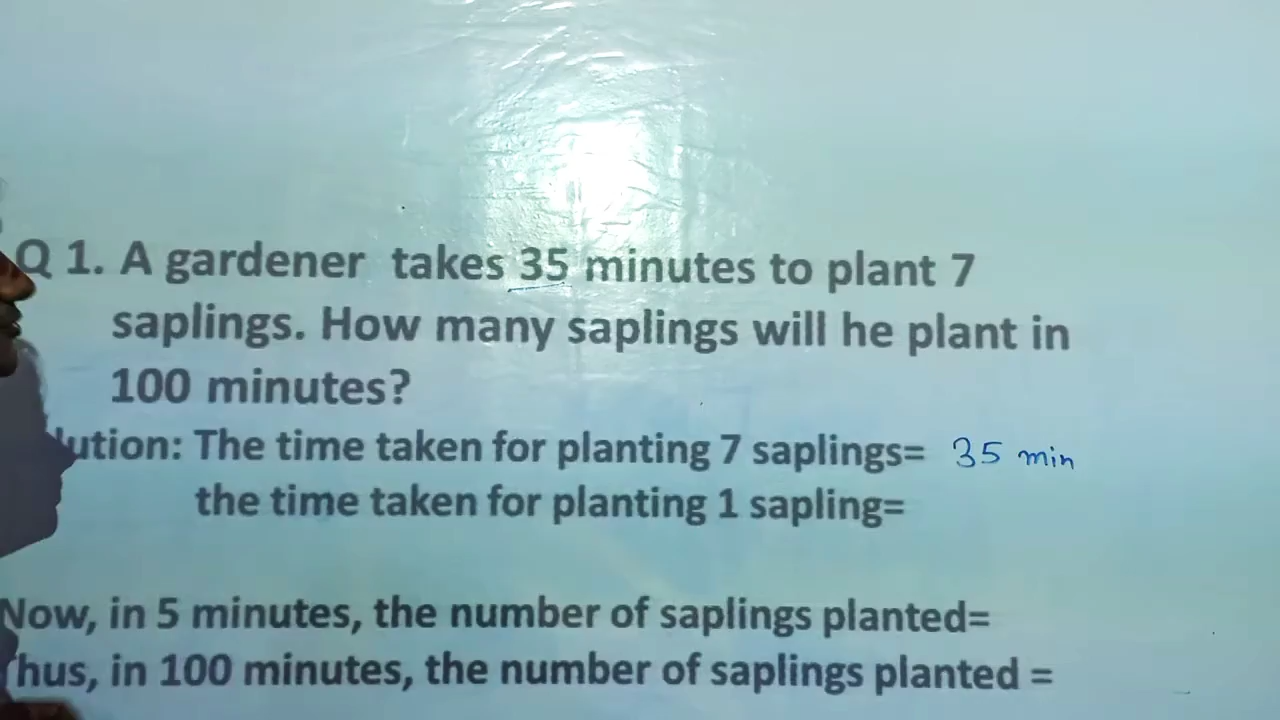 Q 1. A gardener takes 35 minutes to plant 7
saplings. How many saplings will he plant in
100 minutes?
lution: The time taken for planting 7 saplings= 35 min
the time taken for planting 1 sapling=
Now, in 5 minutes, the number of saplings planted=
hus, in 100 minutes, the number of saplings planted =